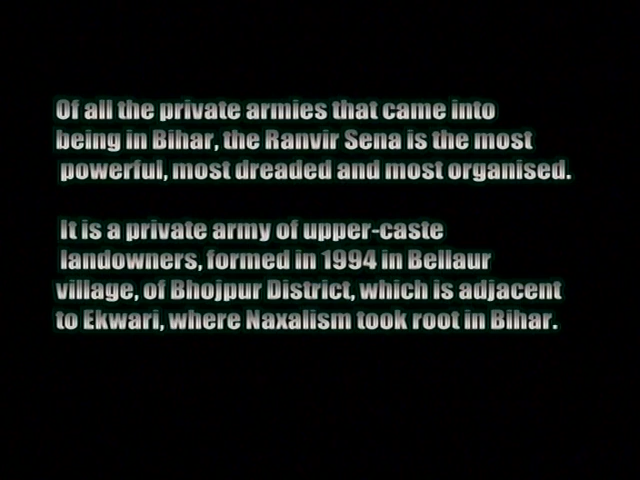 Of all the private armies that came into
being in Bihar, the Ranvir Sena is the most
powerful, most dreaded and most organised.
It is a private army of upper-caste
landowners, formed in 1994 in Bellaur
village, of Bhojpur District, which is adjacent
to Ekwari, where Naxalism took root in Bihar.